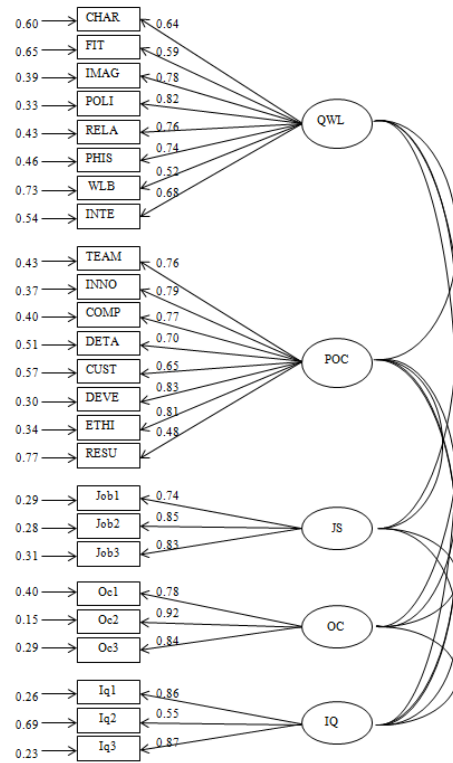 0.60 CHAR 0.64
0.65 FIT 0.59
0.39 IMAG 0.78
0.33 POLI 0.82
QWL
0.43 RELA 0.76
0.46 PHIS 0.74
0.73 WLB 0.52
0.54 INTE 0.68
0.43 TEAM 0.76
0.37 INNO 0.79
0.40 COMP 0.77
0.51 DETA 0.70
POC
0.57 CUST 0.65
0.30 DEVE 0.83
0.34 ETHI 0.81
0.77 RESU 0.48
0.29 Job1 0.74
0.28 Job2 0.85 JS
0.31 Job3 0.83
0.40 Oc1 0.78
0.15 Oc2 0.92 OC
0.29 Oc3 0.84
0.26 Iq1 0.86
0.69 Iq2 0.55 IQ
0.23 Iq3 0.87